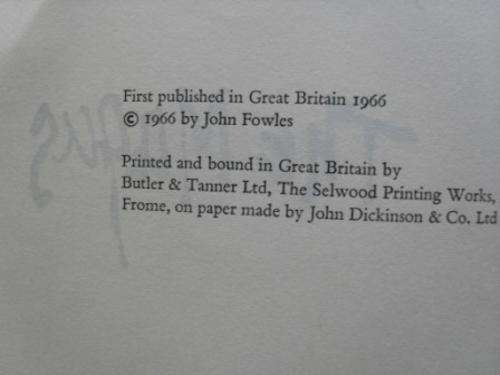 First published in Great Britain 1966
© 1966 by John Fowles
Printed and bound in Great Britain by
Butler & Tanner Ltd, The Selwood Printing Works,
Frome, on paper made by John Dickinson & Co. Ltd